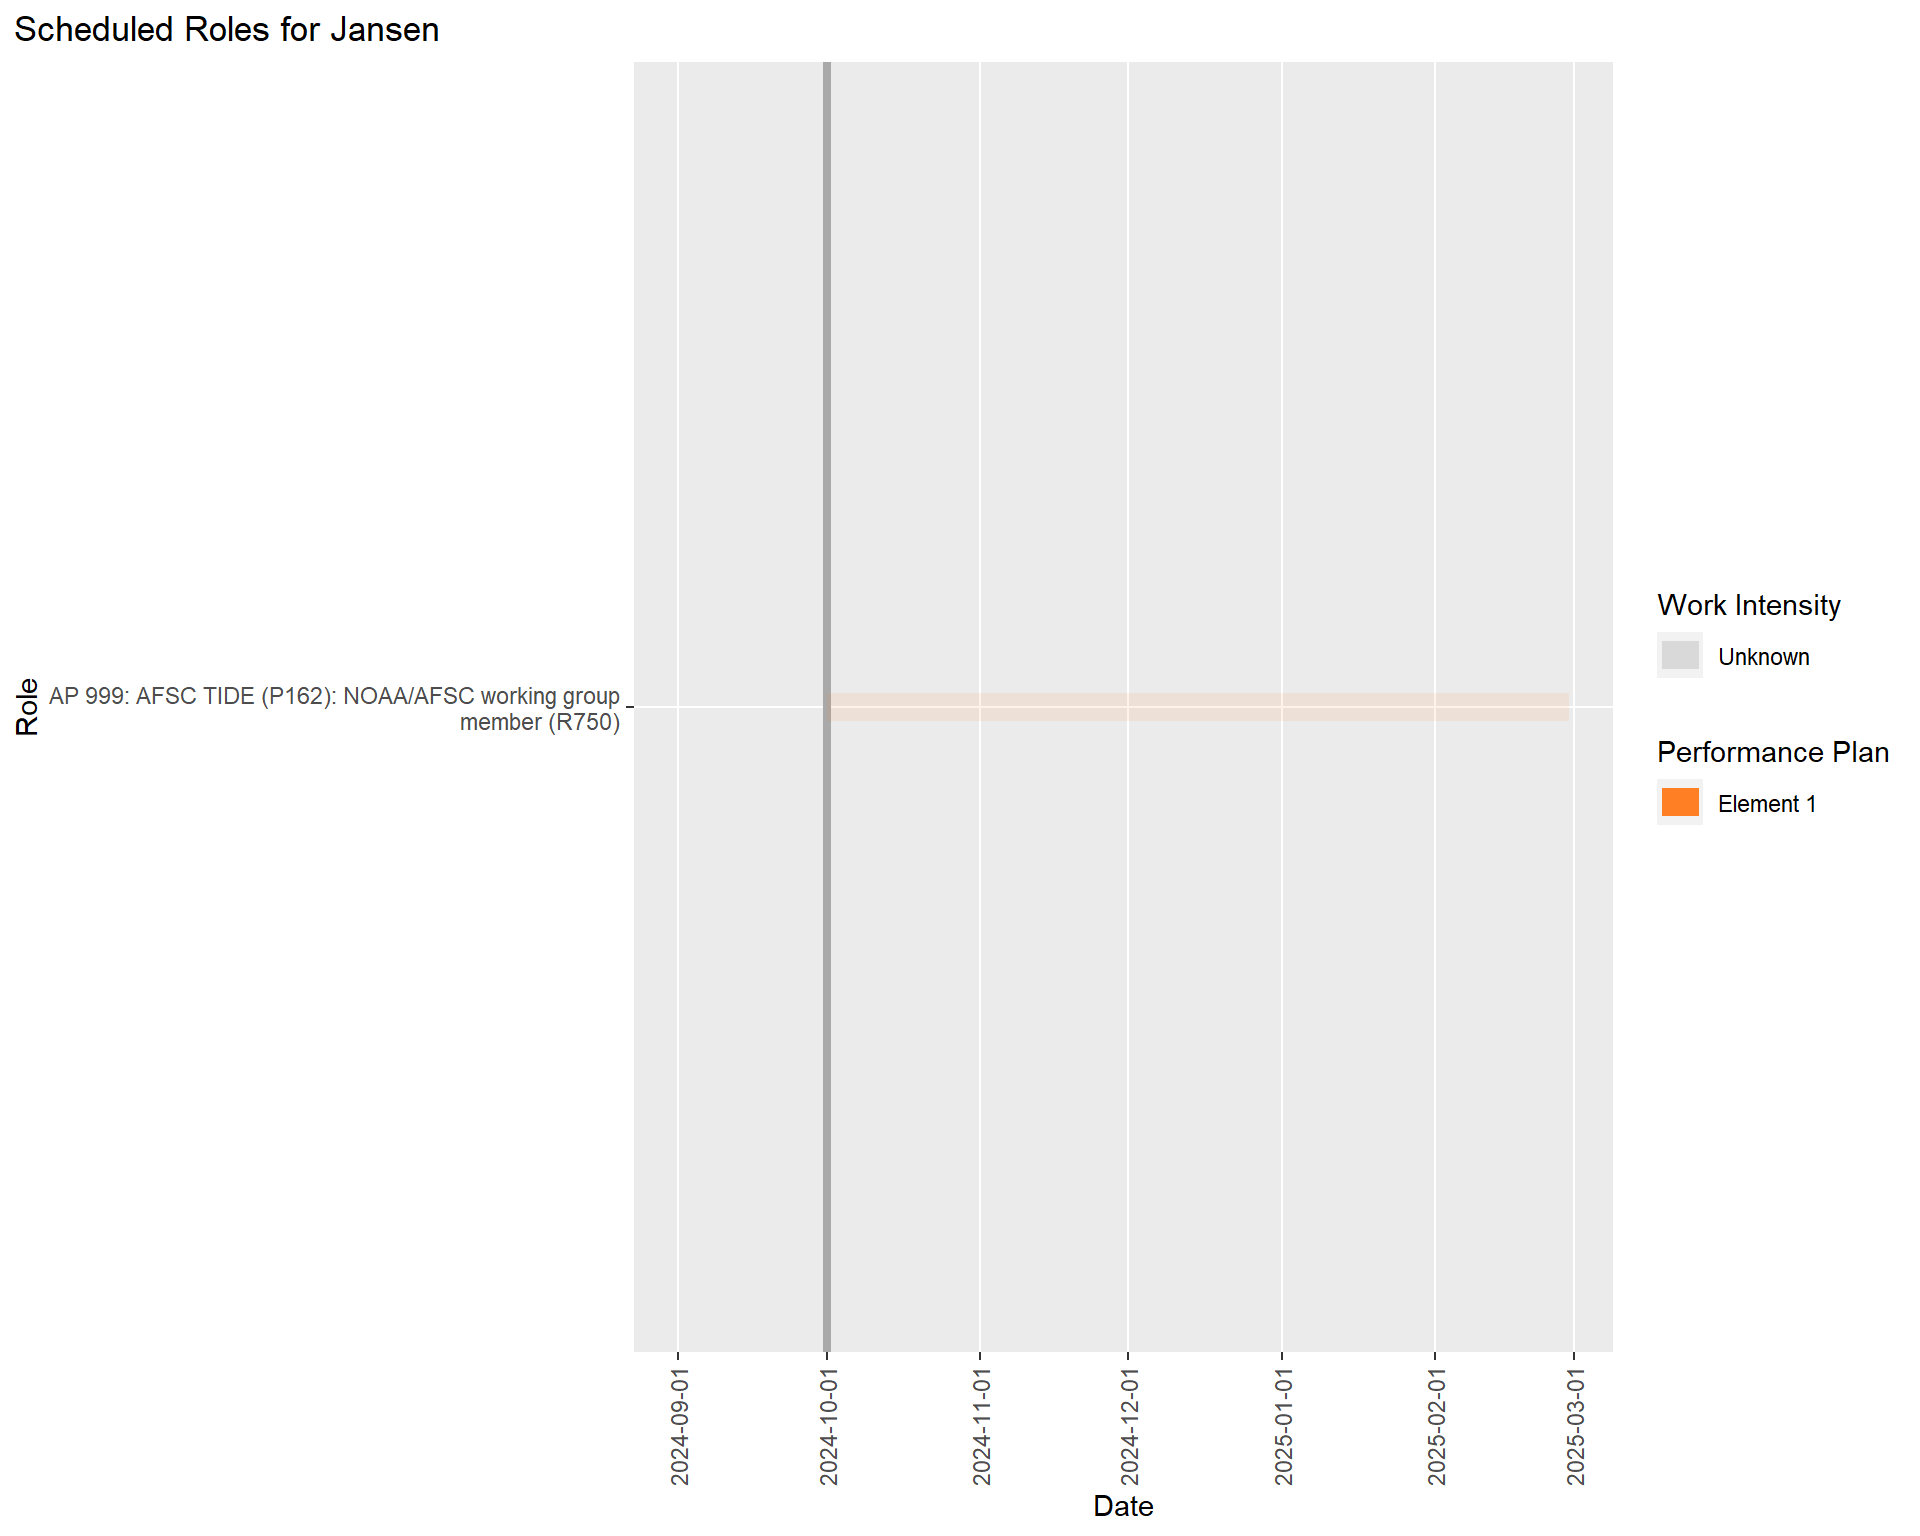 Scheduled Roles for Jansen
Role
AP 999: AFSC TIDE (P162): NOAA/AFSC working group
member (R750)
Work Intensity
Unknown
Performance Plan
Element 1
2024-09-01
2024-10-01
2024-11-01
2024-12-01
2025-01-01
2025-02-01
2025-03-01
Date